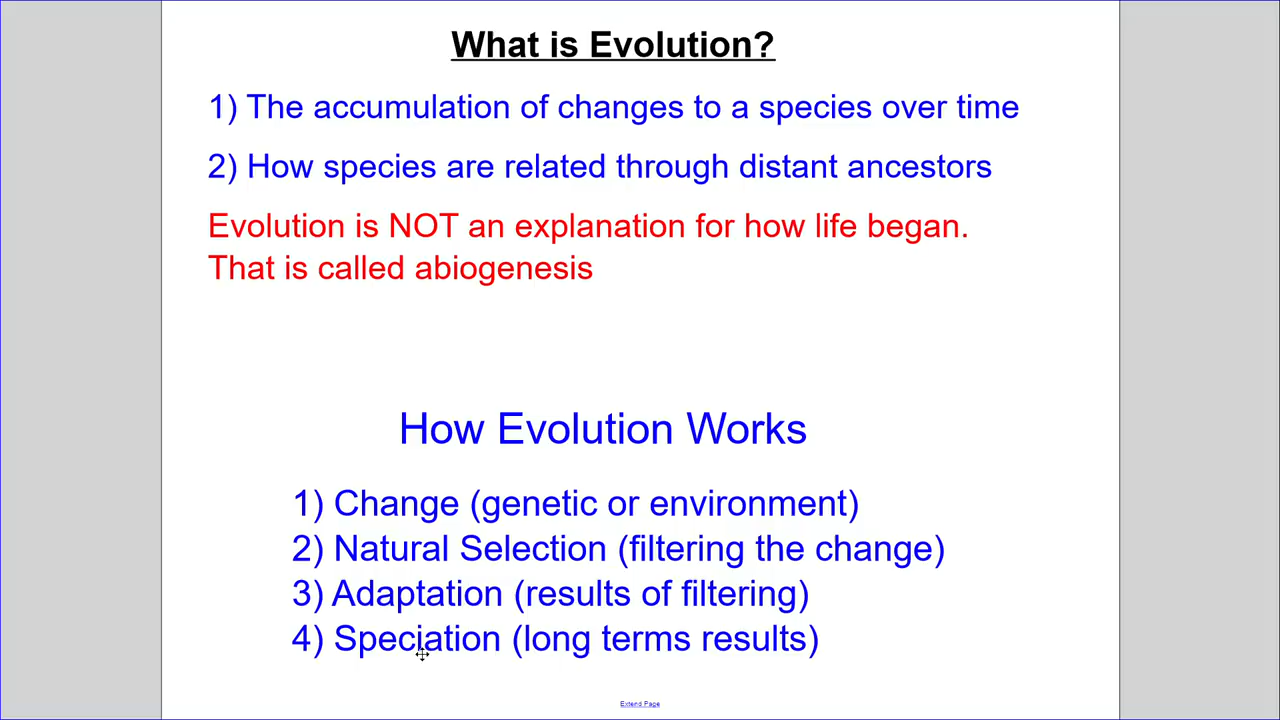 What is Evolution?
1) The accumulation of changes to a species over time
2) How species are related through distant ancestors
Evolution is NOT an explanation for how life began.
That is called abiogenesis
How Evolution Works
1) Change (genetic or environment)
2) Natural Selection (filtering the change)
3) Adaptation (results of filtering)
4) Speciation (long terms results)
Extend Page